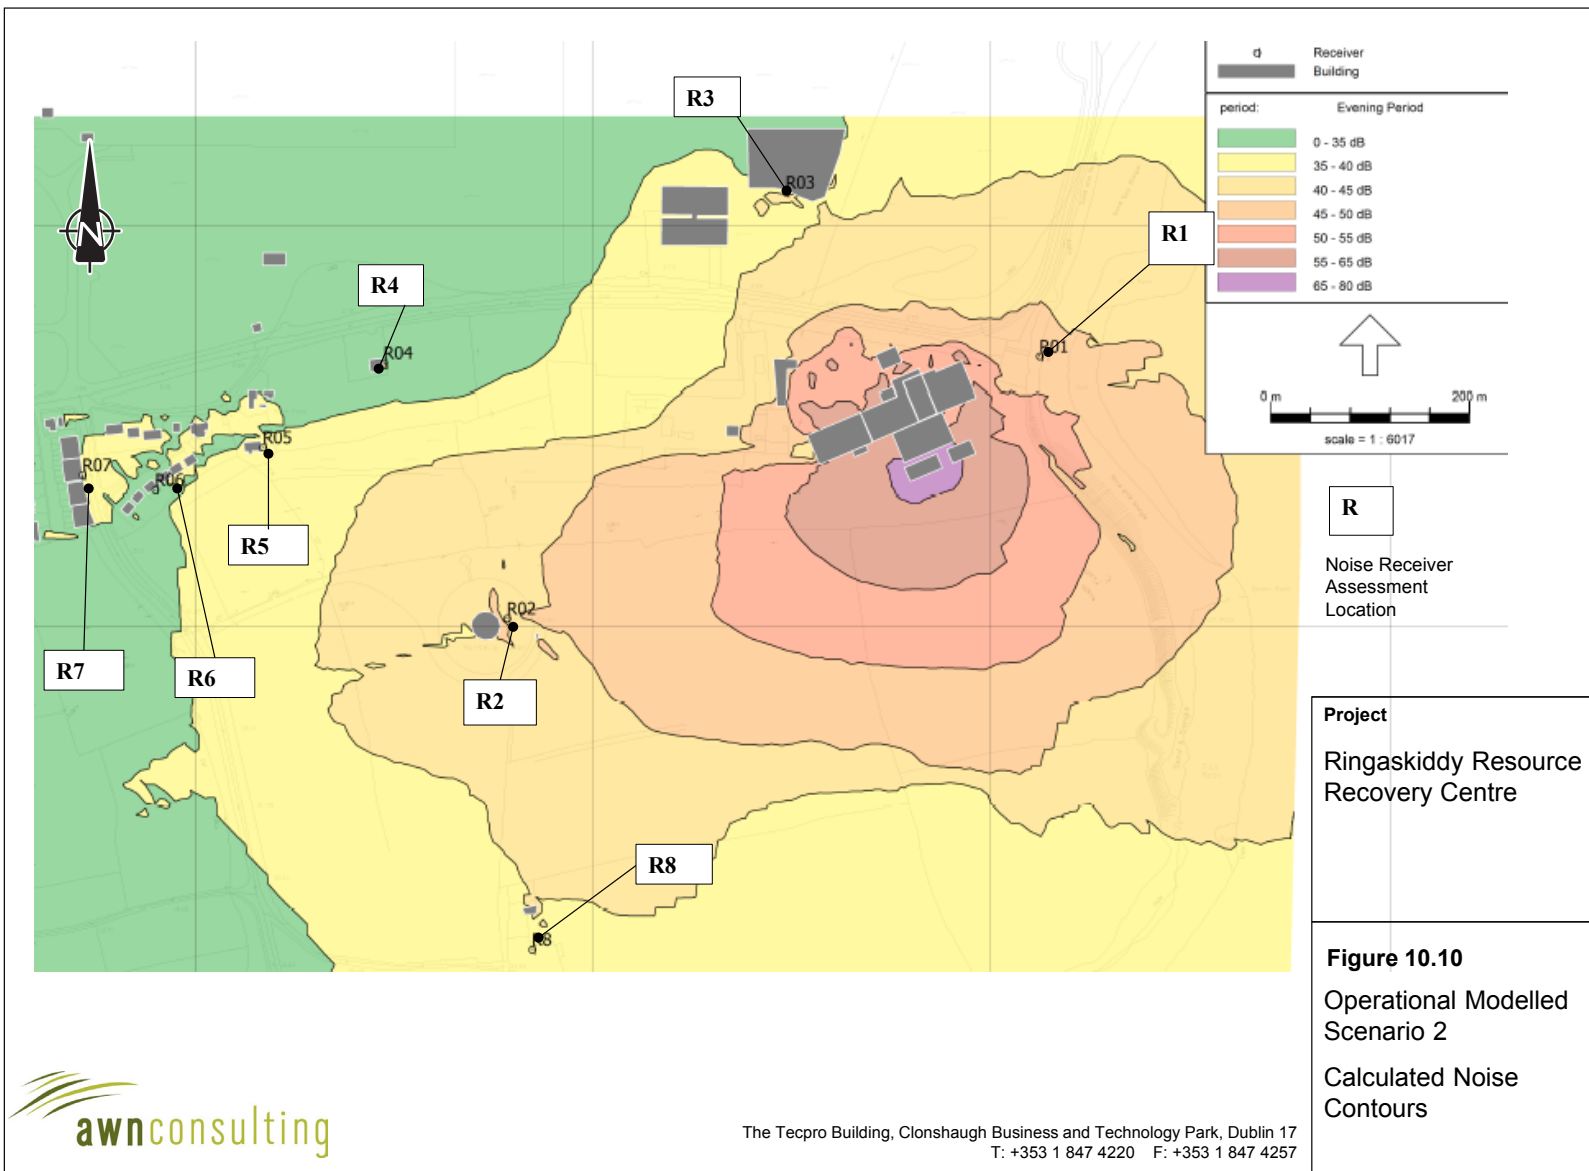 Receiver
Building
period: Evening Period
0 - 35 dB
35 - 40 dB
40 - 45 dB
45 - 50 dB
50 - 55 dB
55 - 65 dB
65 - 80 dB
0 m 200 m
scale = 1 : 6017
N
R3
R03
R1
R01
R4
R04
R05
R07
R06
R5
R02
R7
R6
R2
R8
R8
R
Noise Receiver
Assessment
Location
Project
Ringaskiddy Resource
Recovery Centre
Figure 10.10
Operational Modelled
Scenario 2
Calculated Noise
Contours
awnconsulting
The Tecpro Building, Clonshaugh Business and Technology Park, Dublin 17
T: +353 1 847 4220 F: +353 1 847 4257